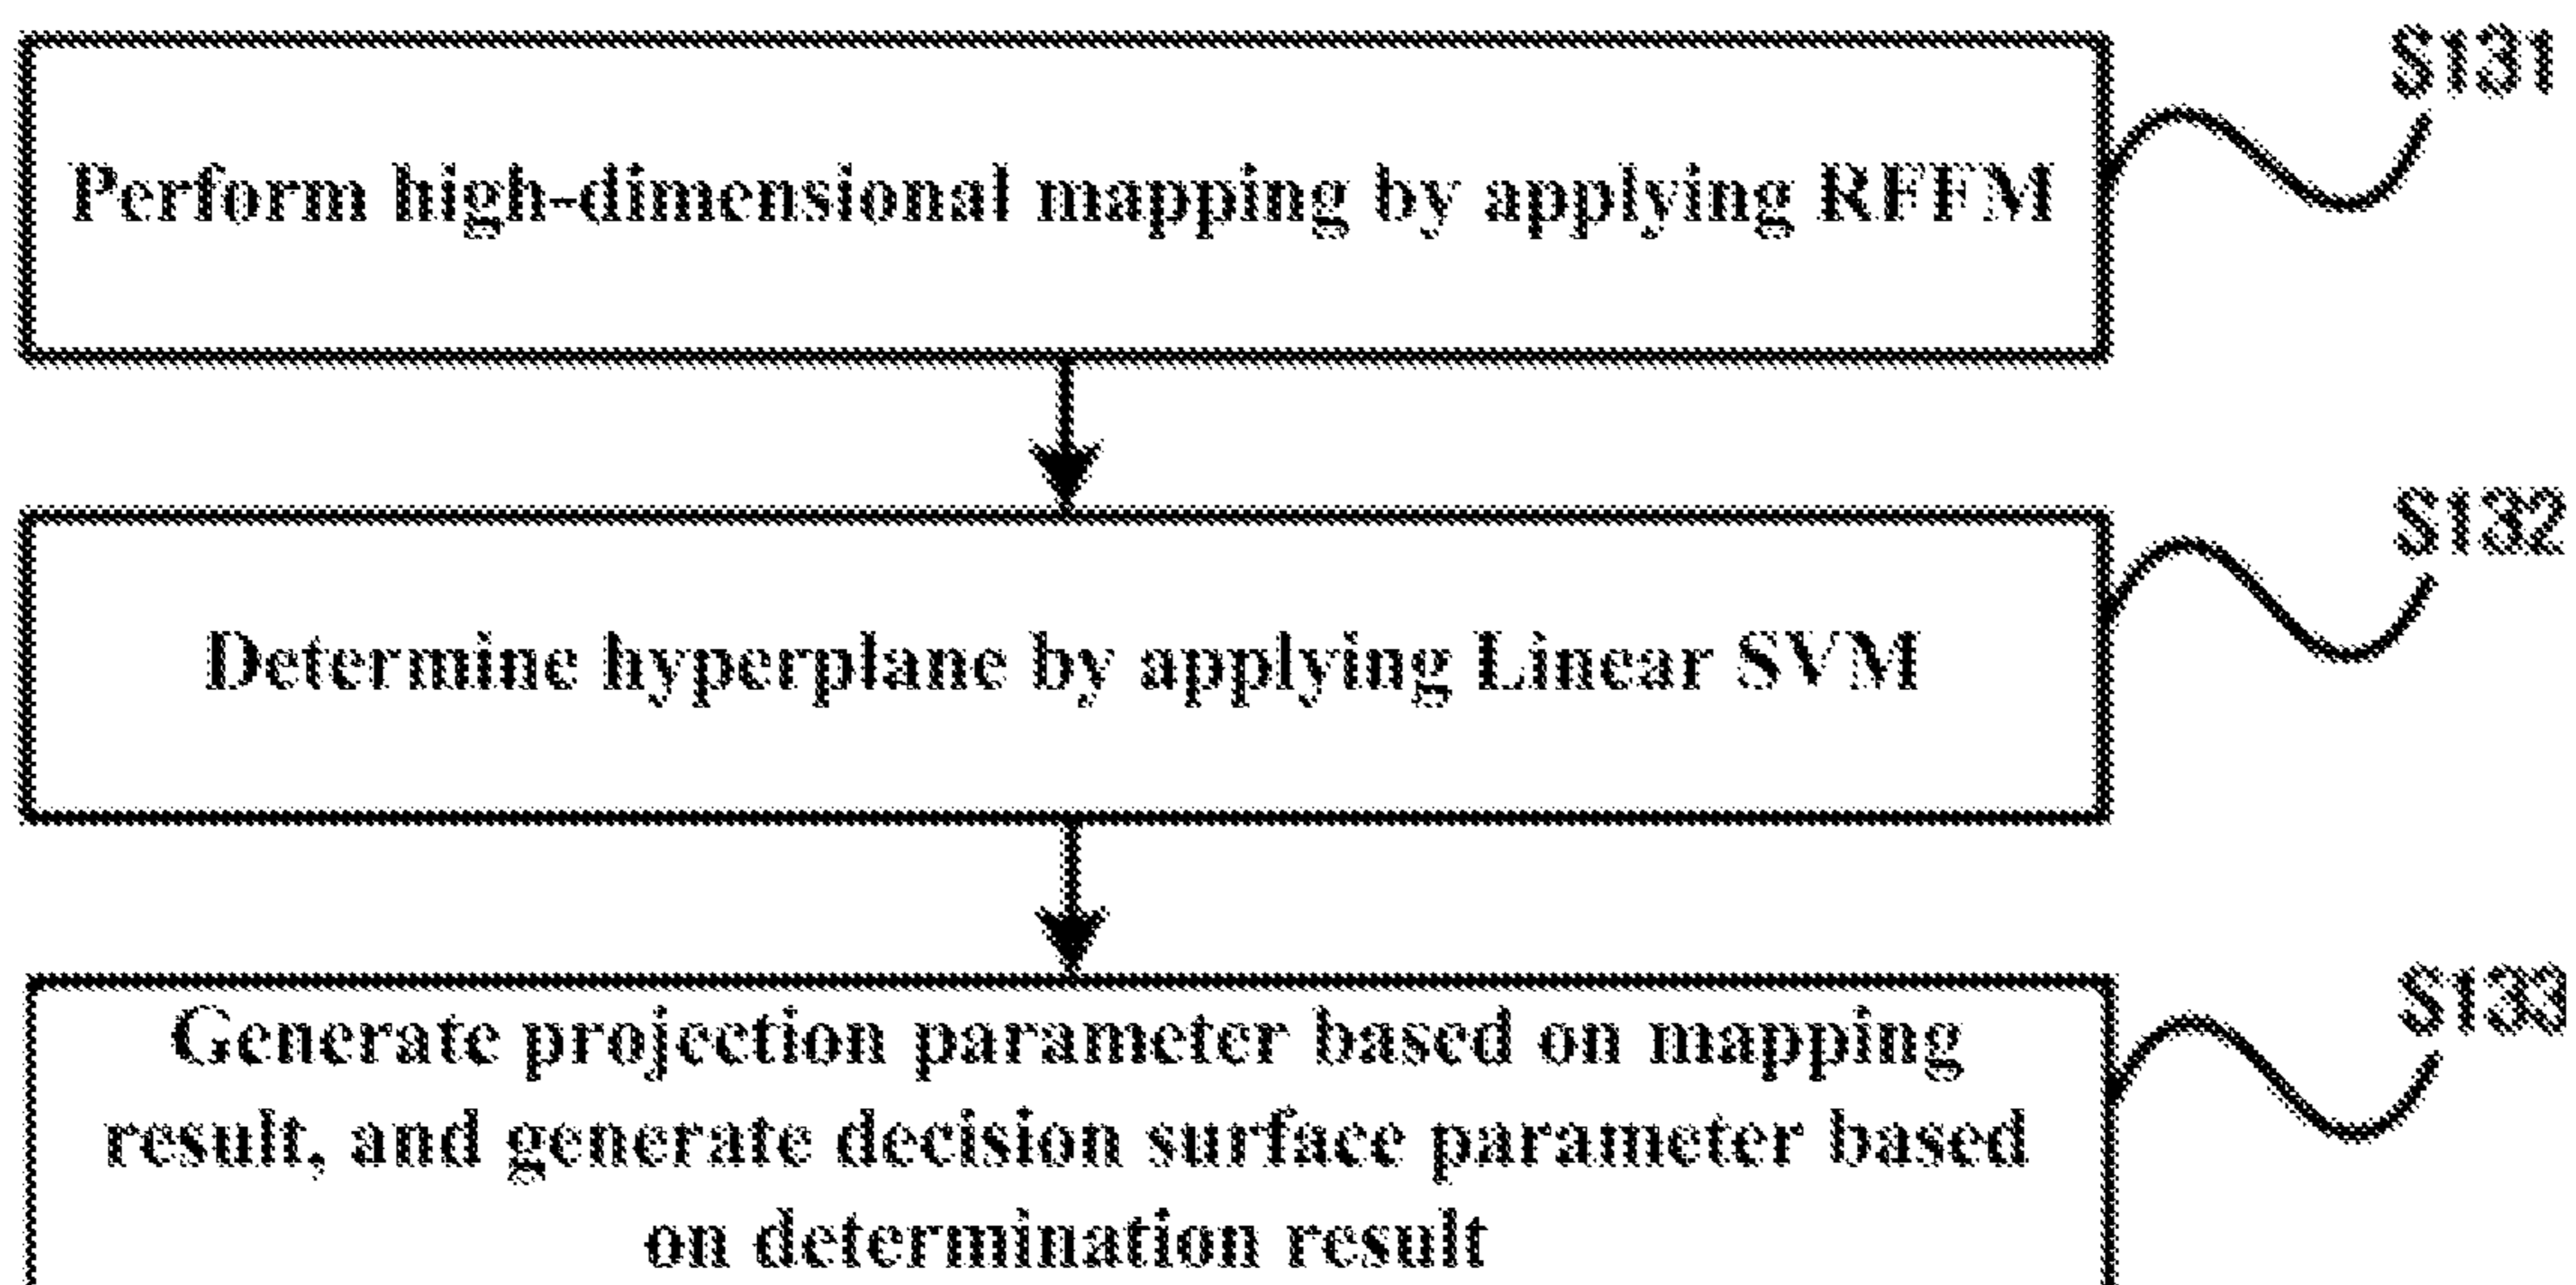 S131
Perform high-dimensional mapping by applying RFFM
S132
Determine hyperplane by applying Linear SVM
S133
Generate projection parameter based on mapping
result, and generate decision surface parameter based
on determination result